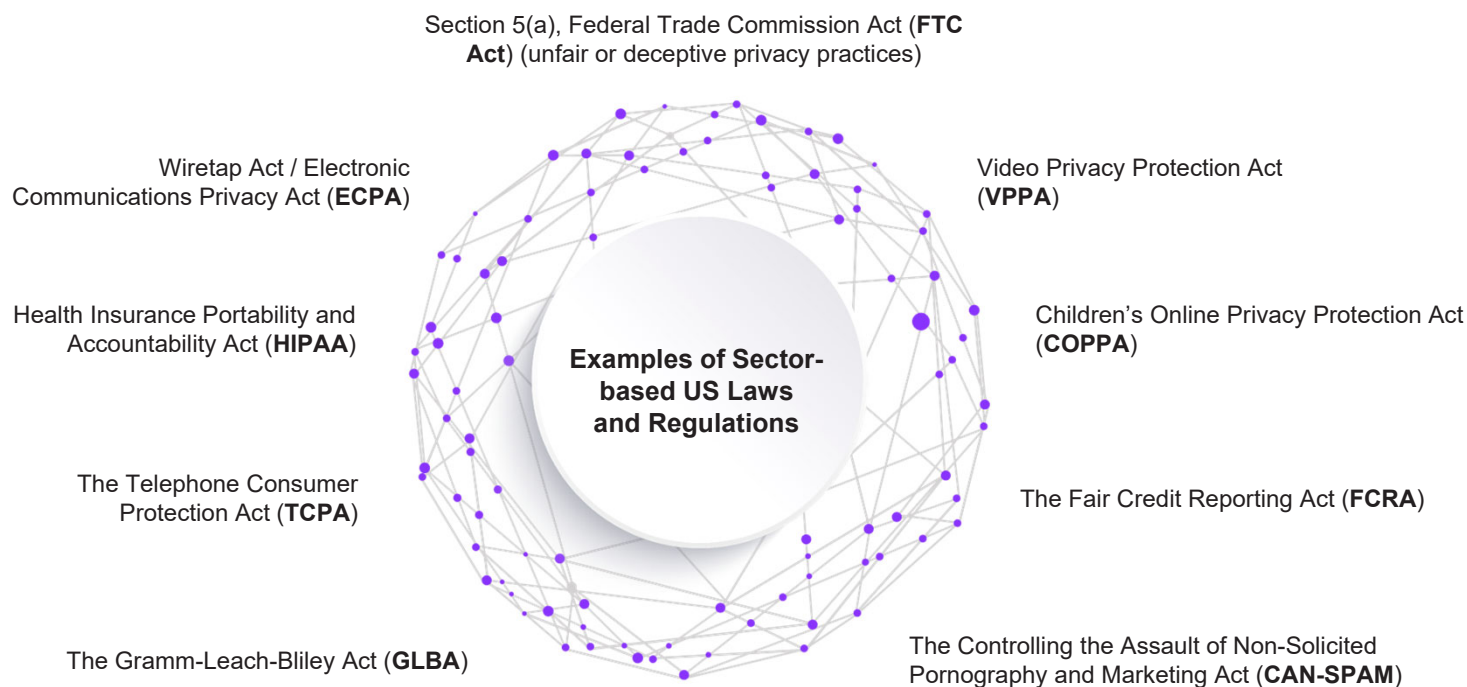 Section 5(a), Federal Trade Commission Act (FTC
Act) (unfair or deceptive privacy practices)
Wiretap Act / Electronic
Communications Privacy Act (ECPA)
Video Privacy Protection Act
(VPPA)
Health Insurance Portability and
Accountability Act (HIPAA)
Children’s Online Privacy Protection Act
(COPPA)
Examples of Sector-
based US Laws
and Regulations
The Telephone Consumer
Protection Act (TCPA)
The Fair Credit Reporting Act (FCRA)
The Gramm-Leach-Bliley Act (GLBA)
The Controlling the Assault of Non-Solicited
Pornography and Marketing Act (CAN-SPAM)